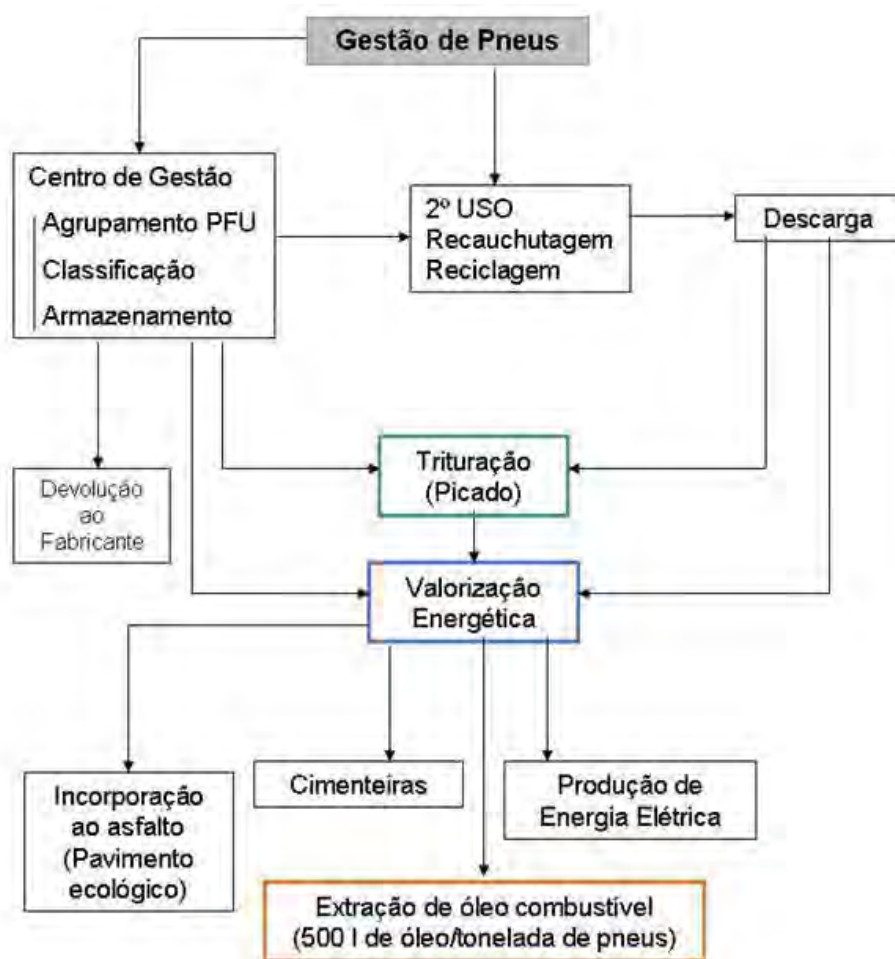 Gestão de Pneus
Centro de Gestão
Agrupamento PFU
Classificação
Armazenamento
2º USO
Recauchutagem
Reciclagem
Descarga
Trituração
(Picado)
Devolução
ao
Fabricante
Valorização
Energética
Incorporação
ao asfalto
(Pavimento
ecológico)
Cimenteiras
Produção de
Energia Elétrica
Extração de óleo combustível
(500 l de óleo/tonelada de pneus)